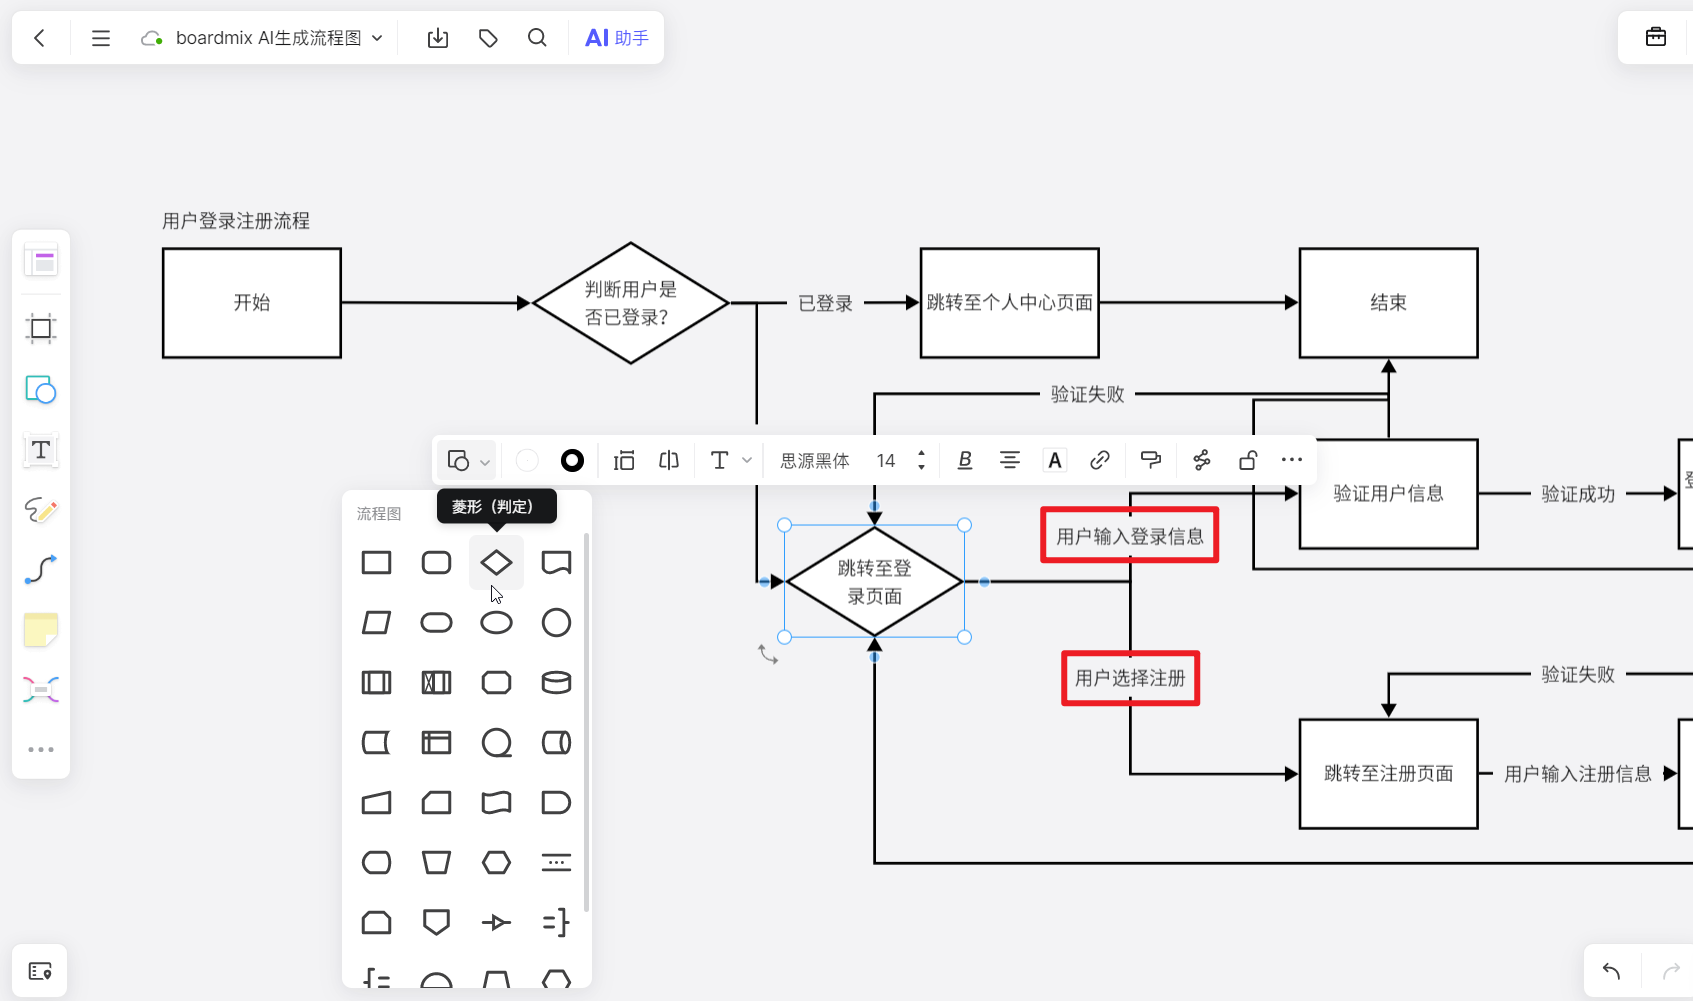 boardmix AI生成流程图
AI 助手
用户登录注册流程
开始
判断用户是
否已登录?
已登录
跳转至个人中心页面
结束
验证失败
思源黑体
14
B
A
流程图
菱形（判定）
验证用户信息
验证成功
用户输入登录信息
跳转至登
录页面
用户选择注册
验证失败
跳转至注册页面
用户输入注册信息